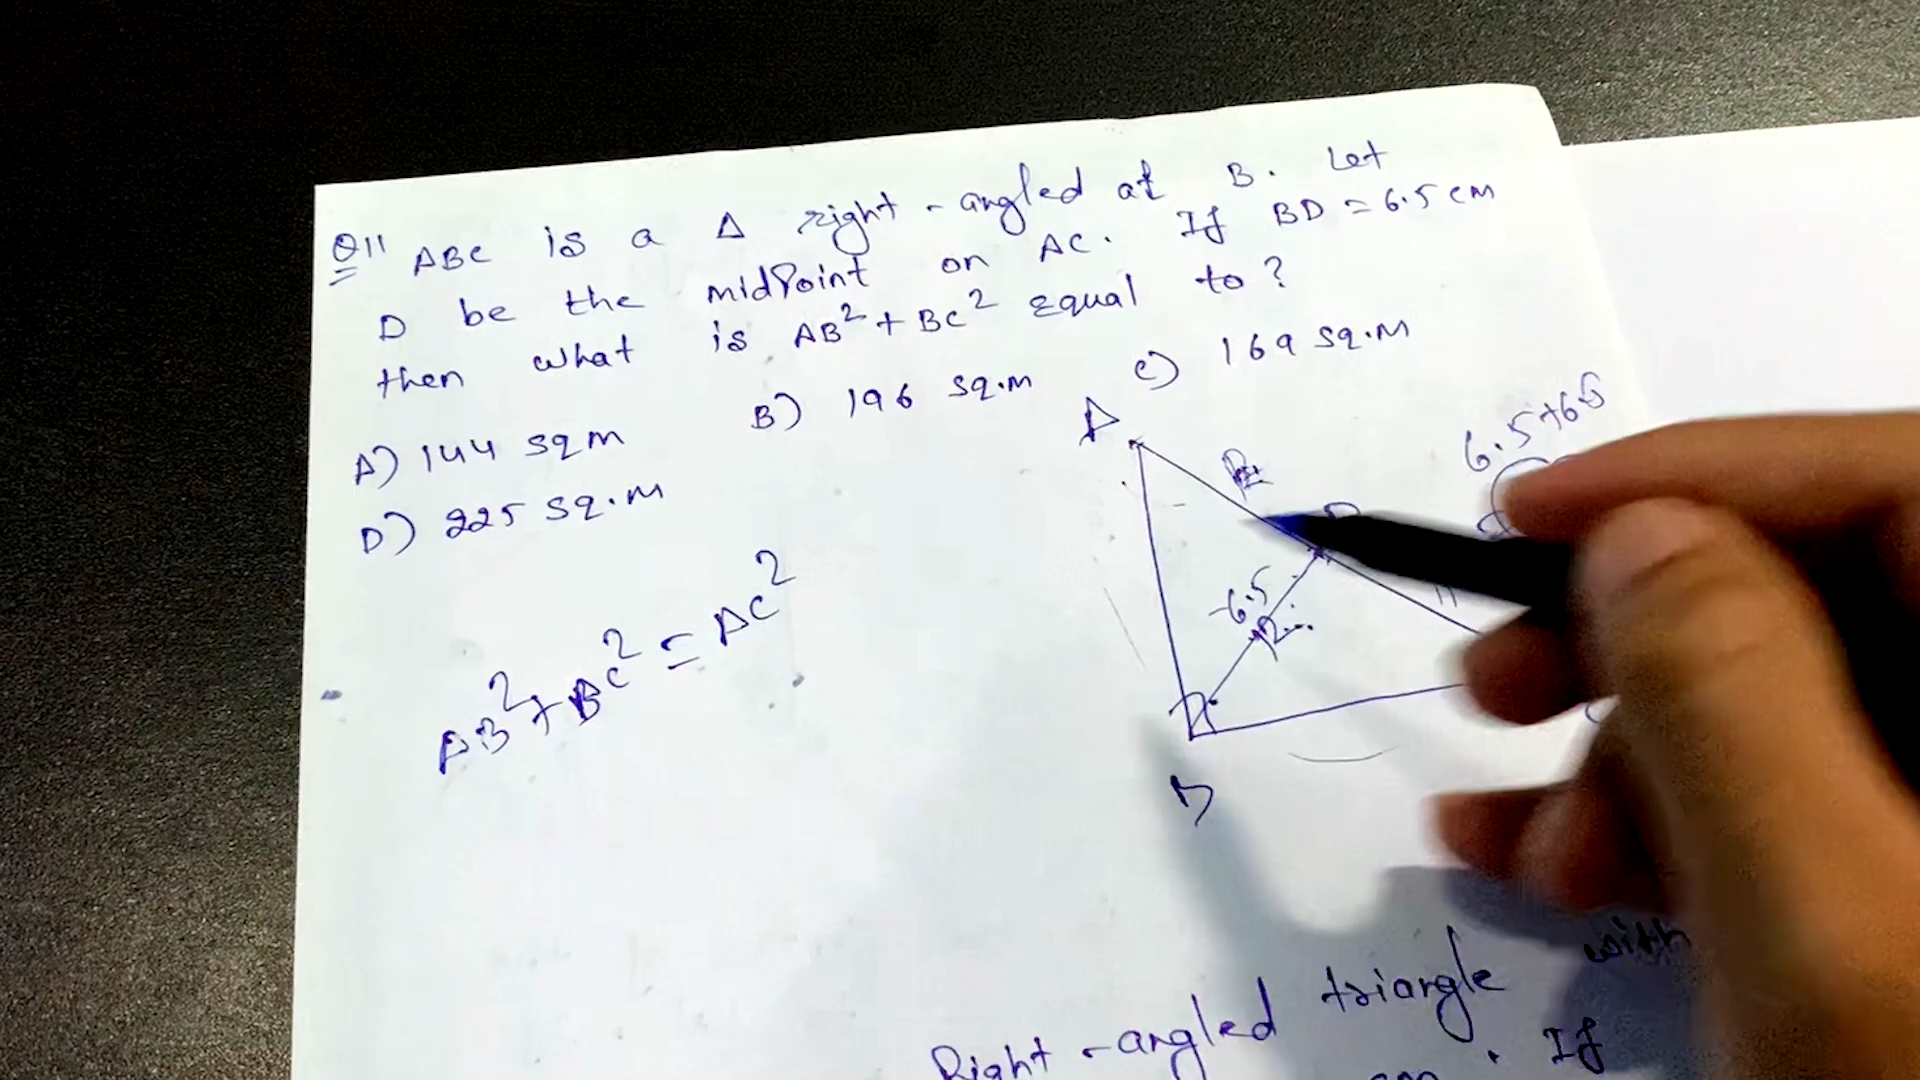 Q11 ABC is a Δ right-angled at B. Let
D be the midpoint on AC. If BD = 6.5 cm
then what is AB² + BC² equal to?
A) 144 sqm B) 196 sq.m C) 169 sq.m
D) 225 sq.m
A
6.5+6.5
6.5
R
AB² + BC² = AC²
Right-angled triangle with
If